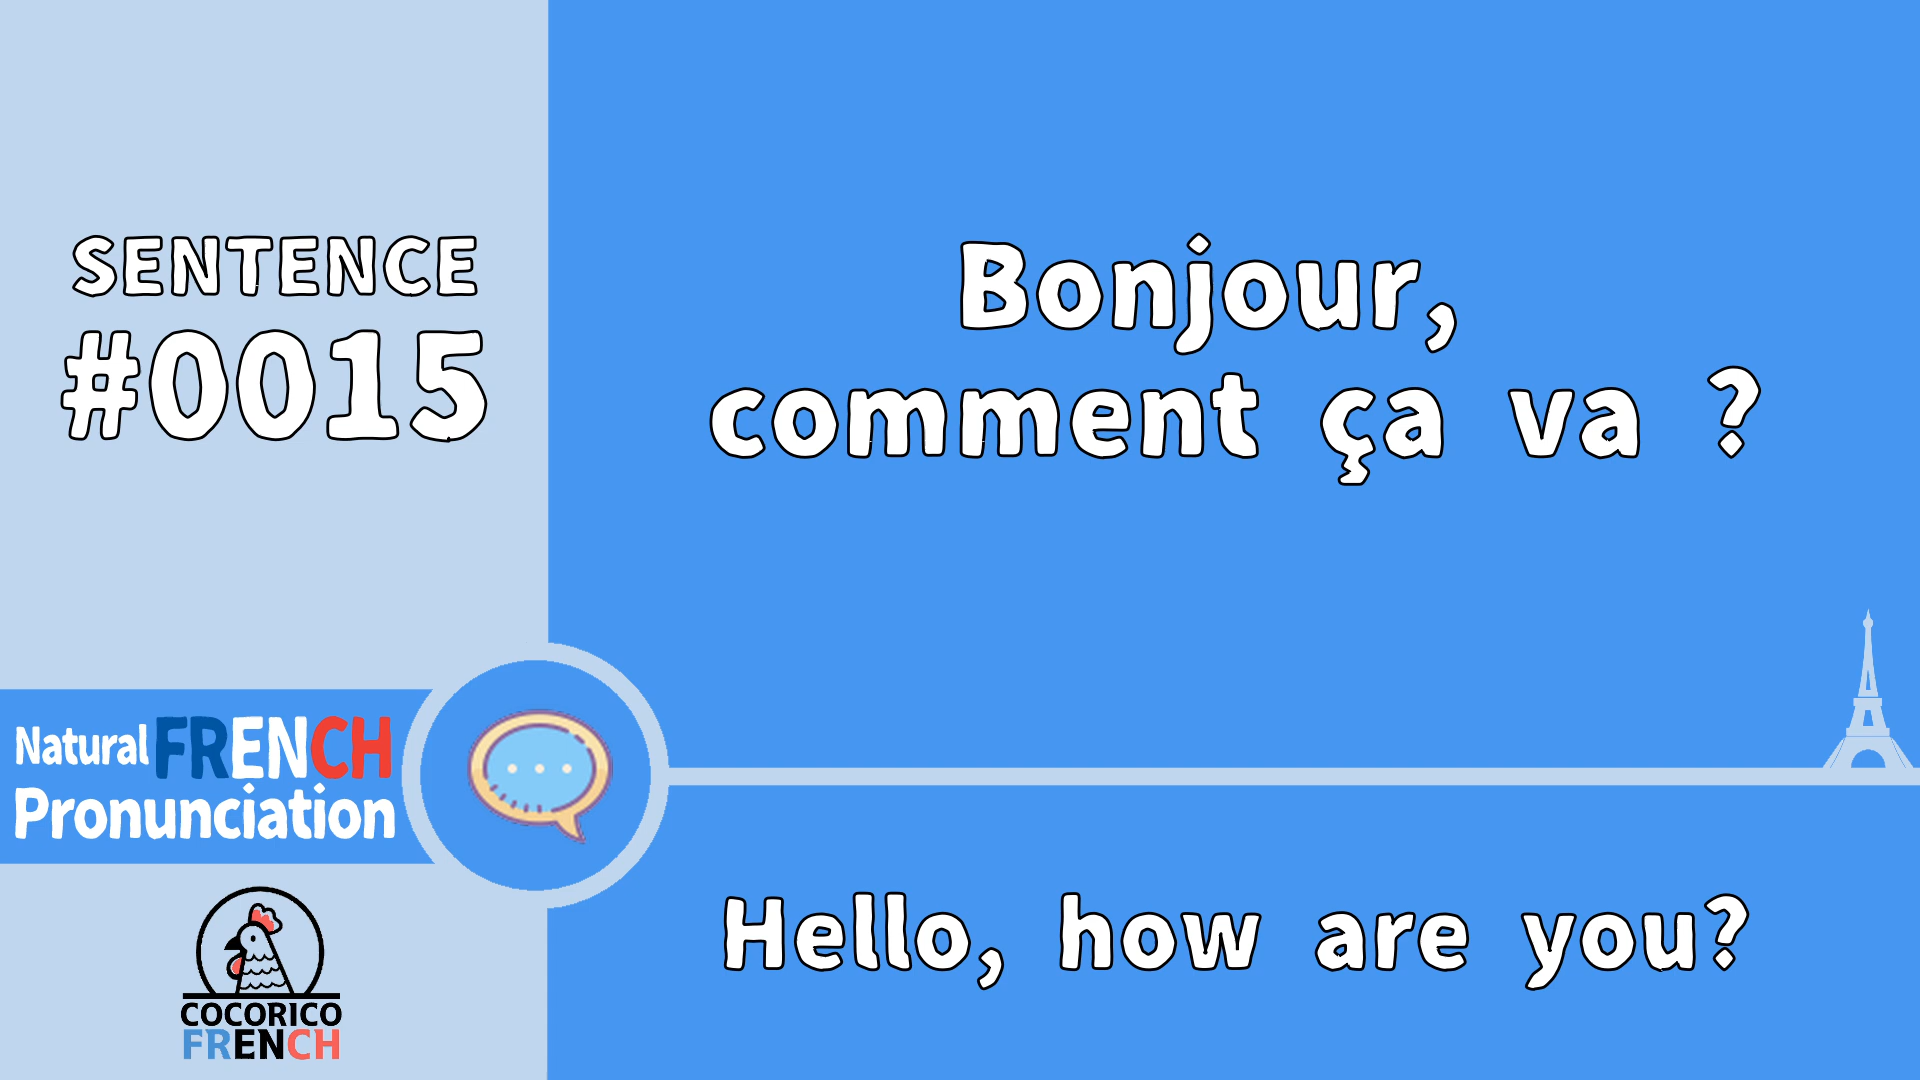 SENTENCE
#0015
Bonjour,
comment ça va ?
Natural FRENCH
Pronunciation
Hello, how are you?
COCORICO
FRENCH